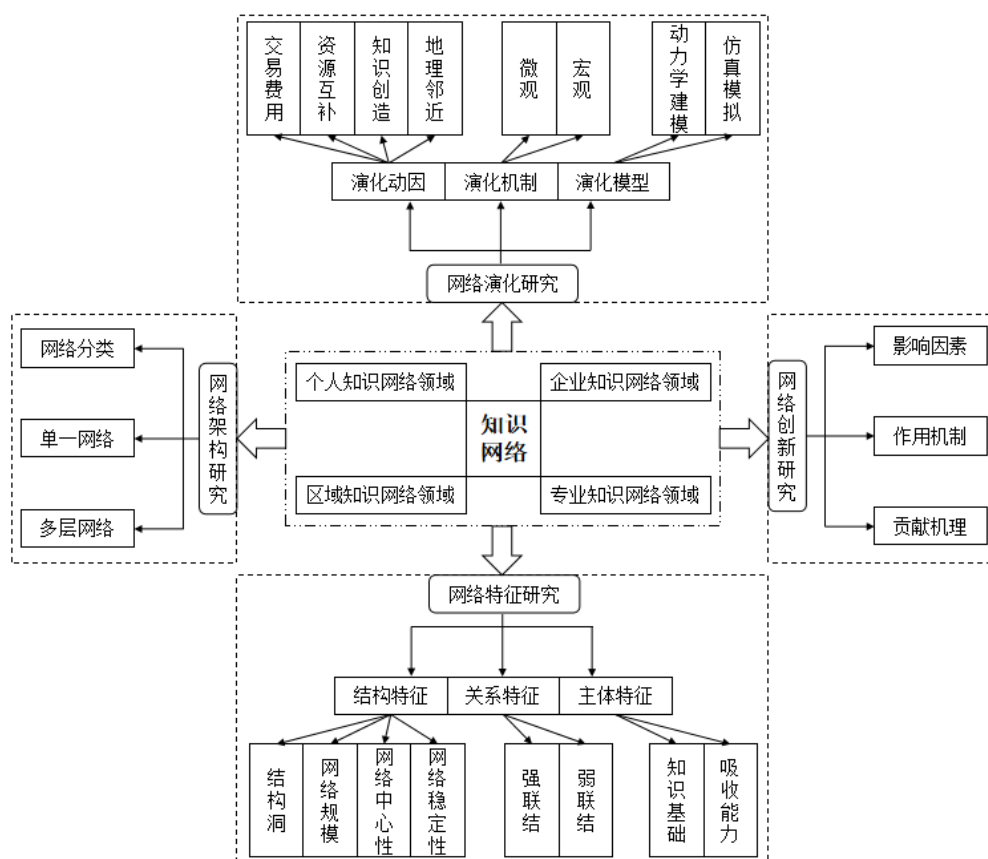 交易费用
资源互补
知识创造
地理邻近
微观
宏观
动力学建模
仿真模拟
演化动因
演化机制
演化模型
网络演化研究
网络分类
单一网络
多层网络
网络架构研究
个人知识网络领域
企业知识网络领域
知识
网络
区域知识网络领域
专业知识网络领域
网络创新研究
影响因素
作用机制
贡献机理
网络特征研究
结构特征
关系特征
主体特征
结构洞
网络规模
网络中心性
网络稳定性
强联结
弱联结
知识基础
吸收能力